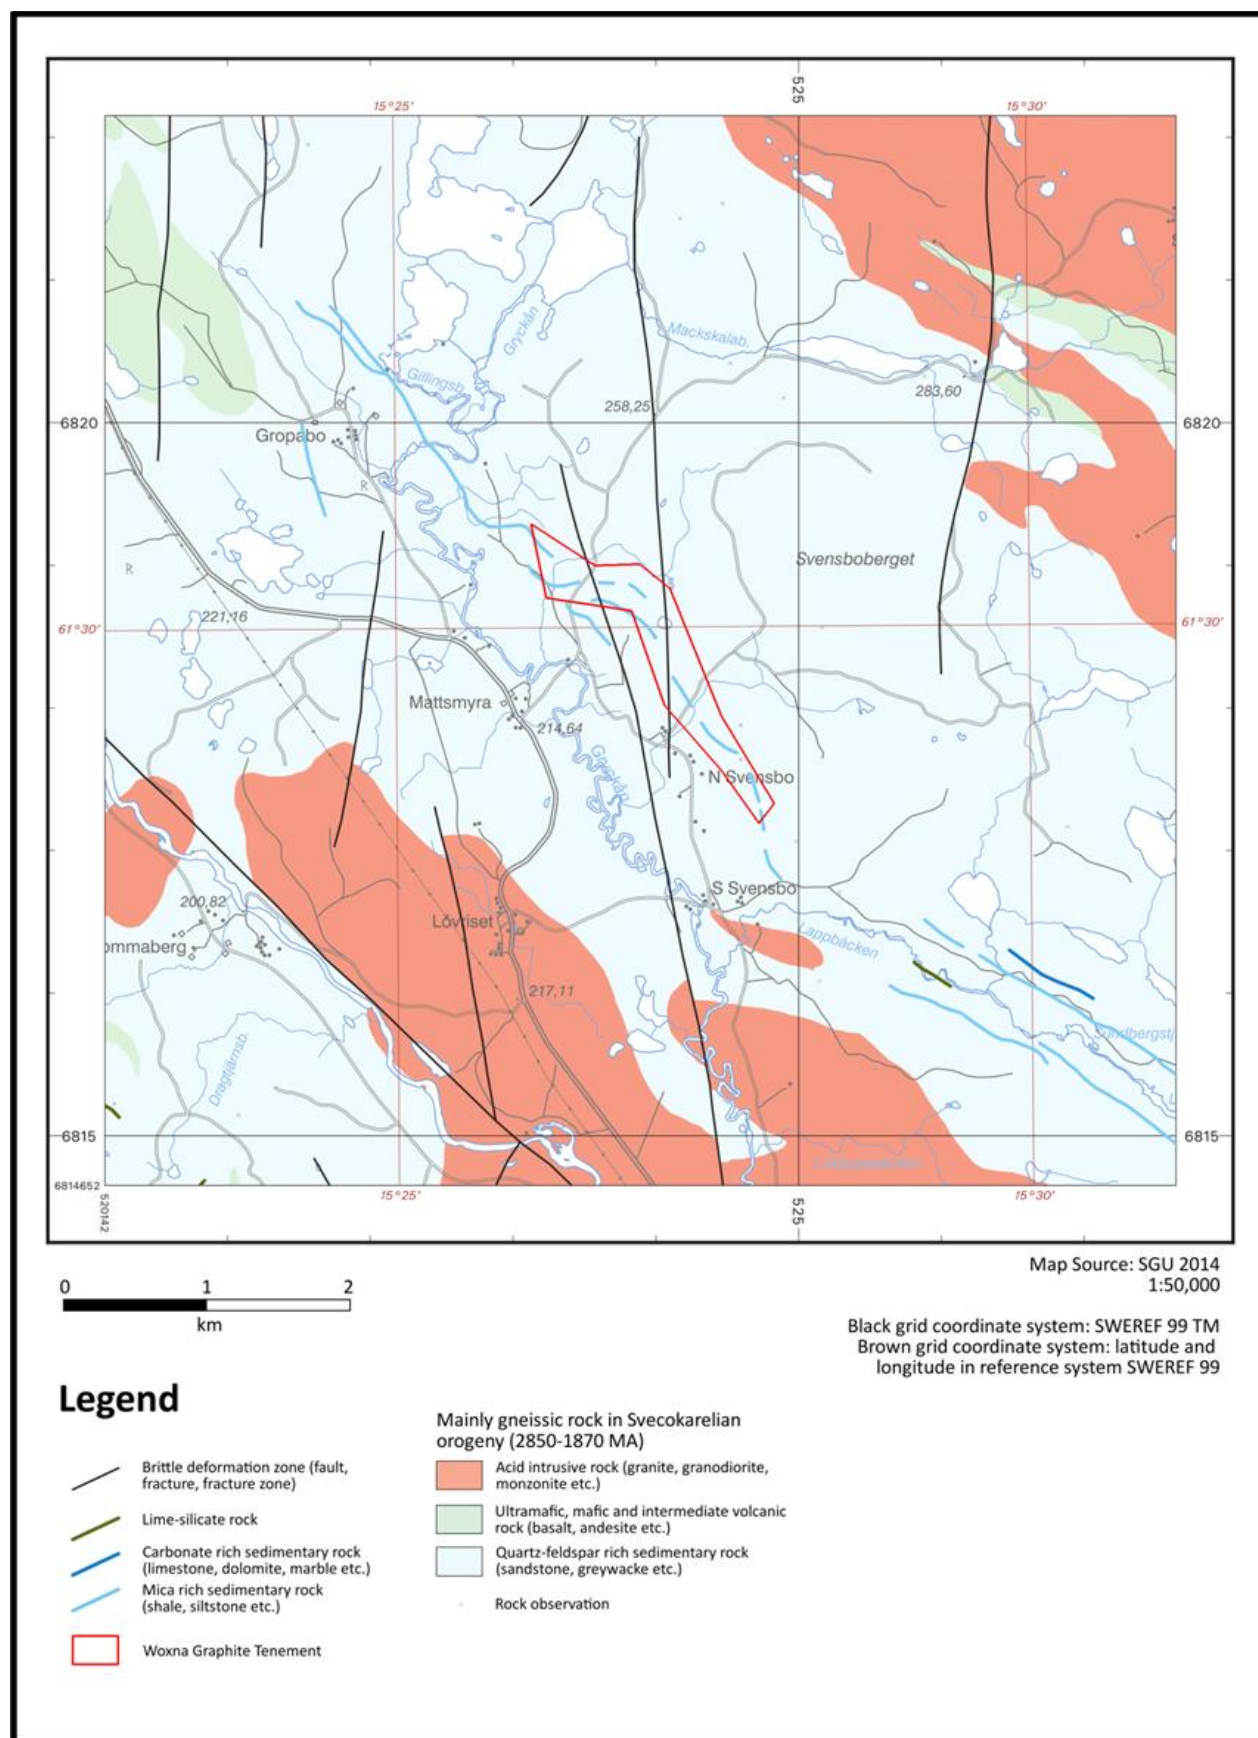 525
15°25'
15°30'
Gryckån
Mackskalab.
Gillingsb.
283,60
258,25
6820
6820
Gropabo
R
Svensboberget
R
221,16
61°30'
61°30'
Mattsmyra
214,64
Gryckån
N Svensbo
S Svensbo
200,82
Lövriset
Lappbäcken
ommaberg
217,11
Sundbergstj
Dragtjärnsb.
6815
6815
6814652
520142
15°25'
525
15°30'
Map Source: SGU 2014
1:50,000
0 1 2
km
Black grid coordinate system: SWEREF 99 TM
Brown grid coordinate system: latitude and
longitude in reference system SWEREF 99
Legend
Brittle deformation zone (fault,
fracture, fracture zone)
Lime-silicate rock
Carbonate rich sedimentary rock
(limestone, dolomite, marble etc.)
Mica rich sedimentary rock
(shale, siltstone etc.)
Woxna Graphite Tenement
Mainly gneissic rock in Svecokarelian
orogeny (2850-1870 MA)
Acid intrusive rock (granite, granodiorite,
monzonite etc.)
Ultramafic, mafic and intermediate volcanic
rock (basalt, andesite etc.)
Quartz-feldspar rich sedimentary rock
(sandstone, greywacke etc.)
Rock observation